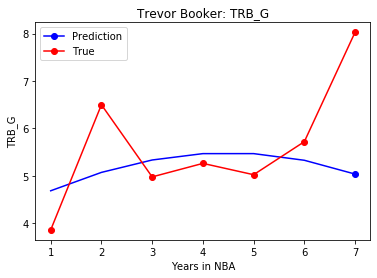 Trevor Booker: TRB_G
Prediction
True
TRB_G
8
7
6
5
4
1 2 3 4 5 6 7
Years in NBA